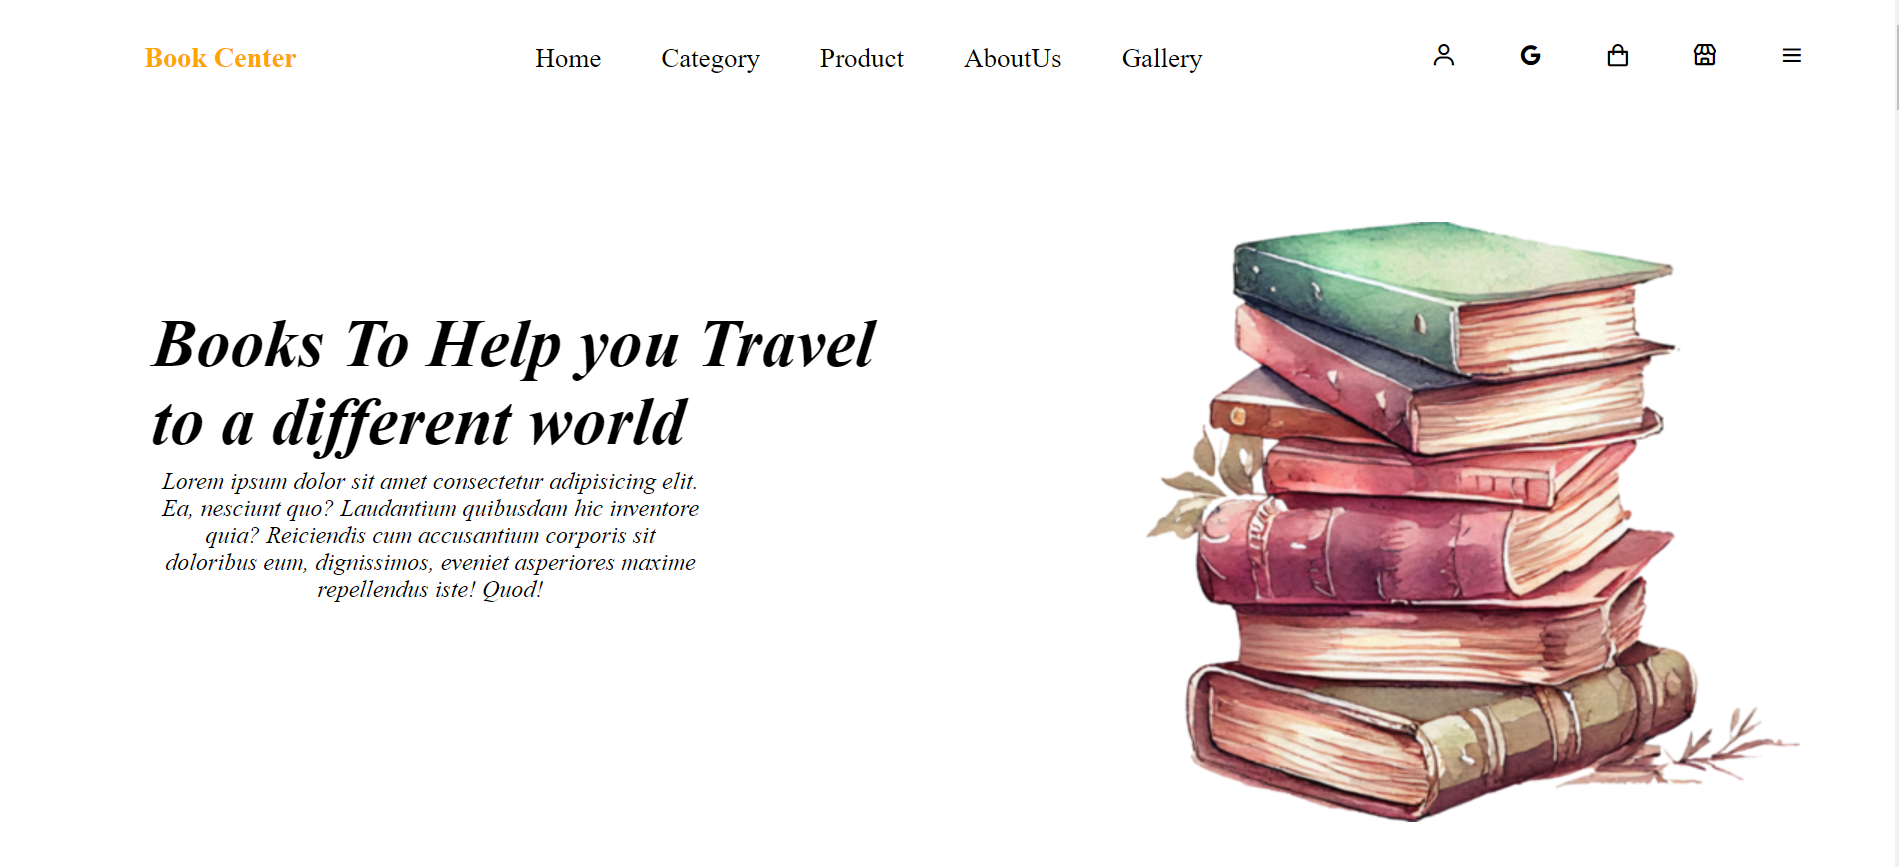 Book Center
Home Category Product AboutUs Gallery
Books To Help you Travel
to a different world
Lorem ipsum dolor sit amet consectetur adipisicing elit.
Ea, nesciunt quo? Laudantium quibusdam hic inventore
quia? Reiciendis cum accusantium corporis sit
doloribus eum, dignissimos, eveniet asperiores maxime
repellendus iste! Quod!